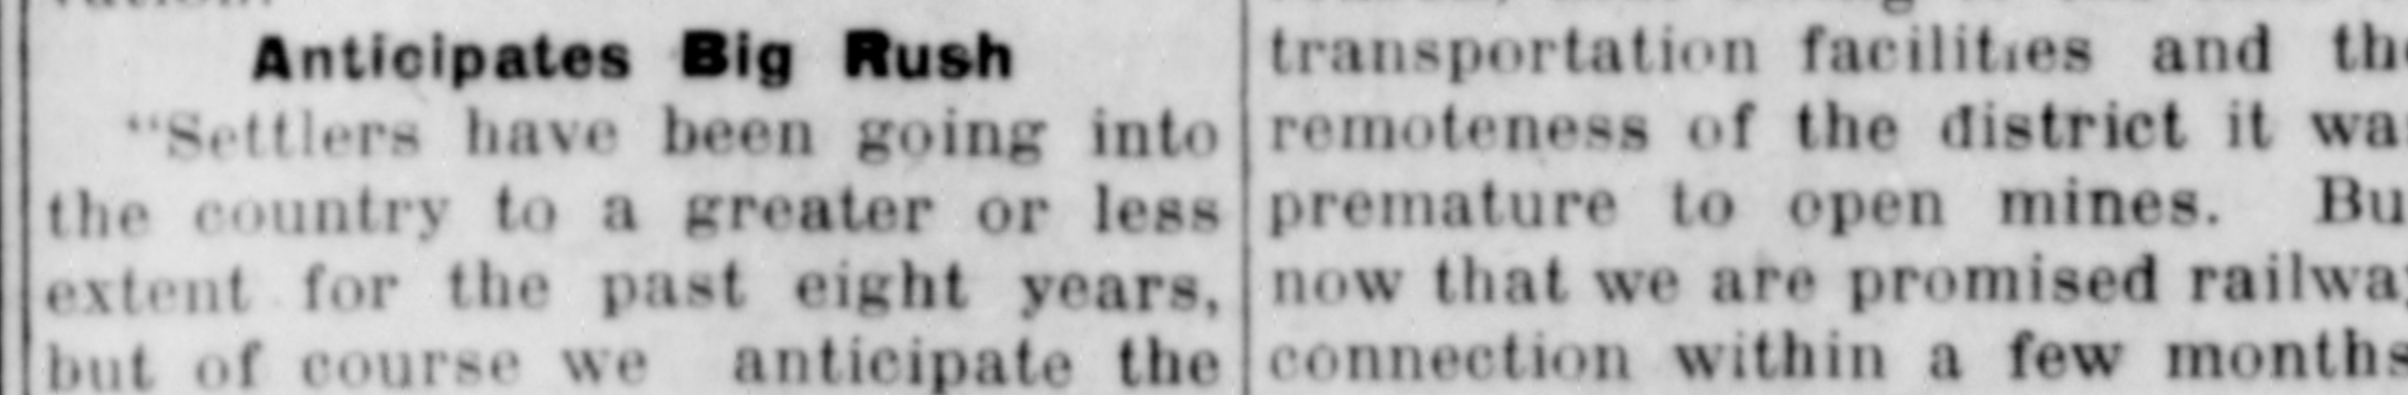 Anticipates Big Rush
"Settlers have been going into
the country to a greater or less
extent for the past eight years,
but of course we anticipate the
transportation facilities and th
remoteness of the district it wa
premature to open mines. Bu
now that we are promised railwa
connection within a few months